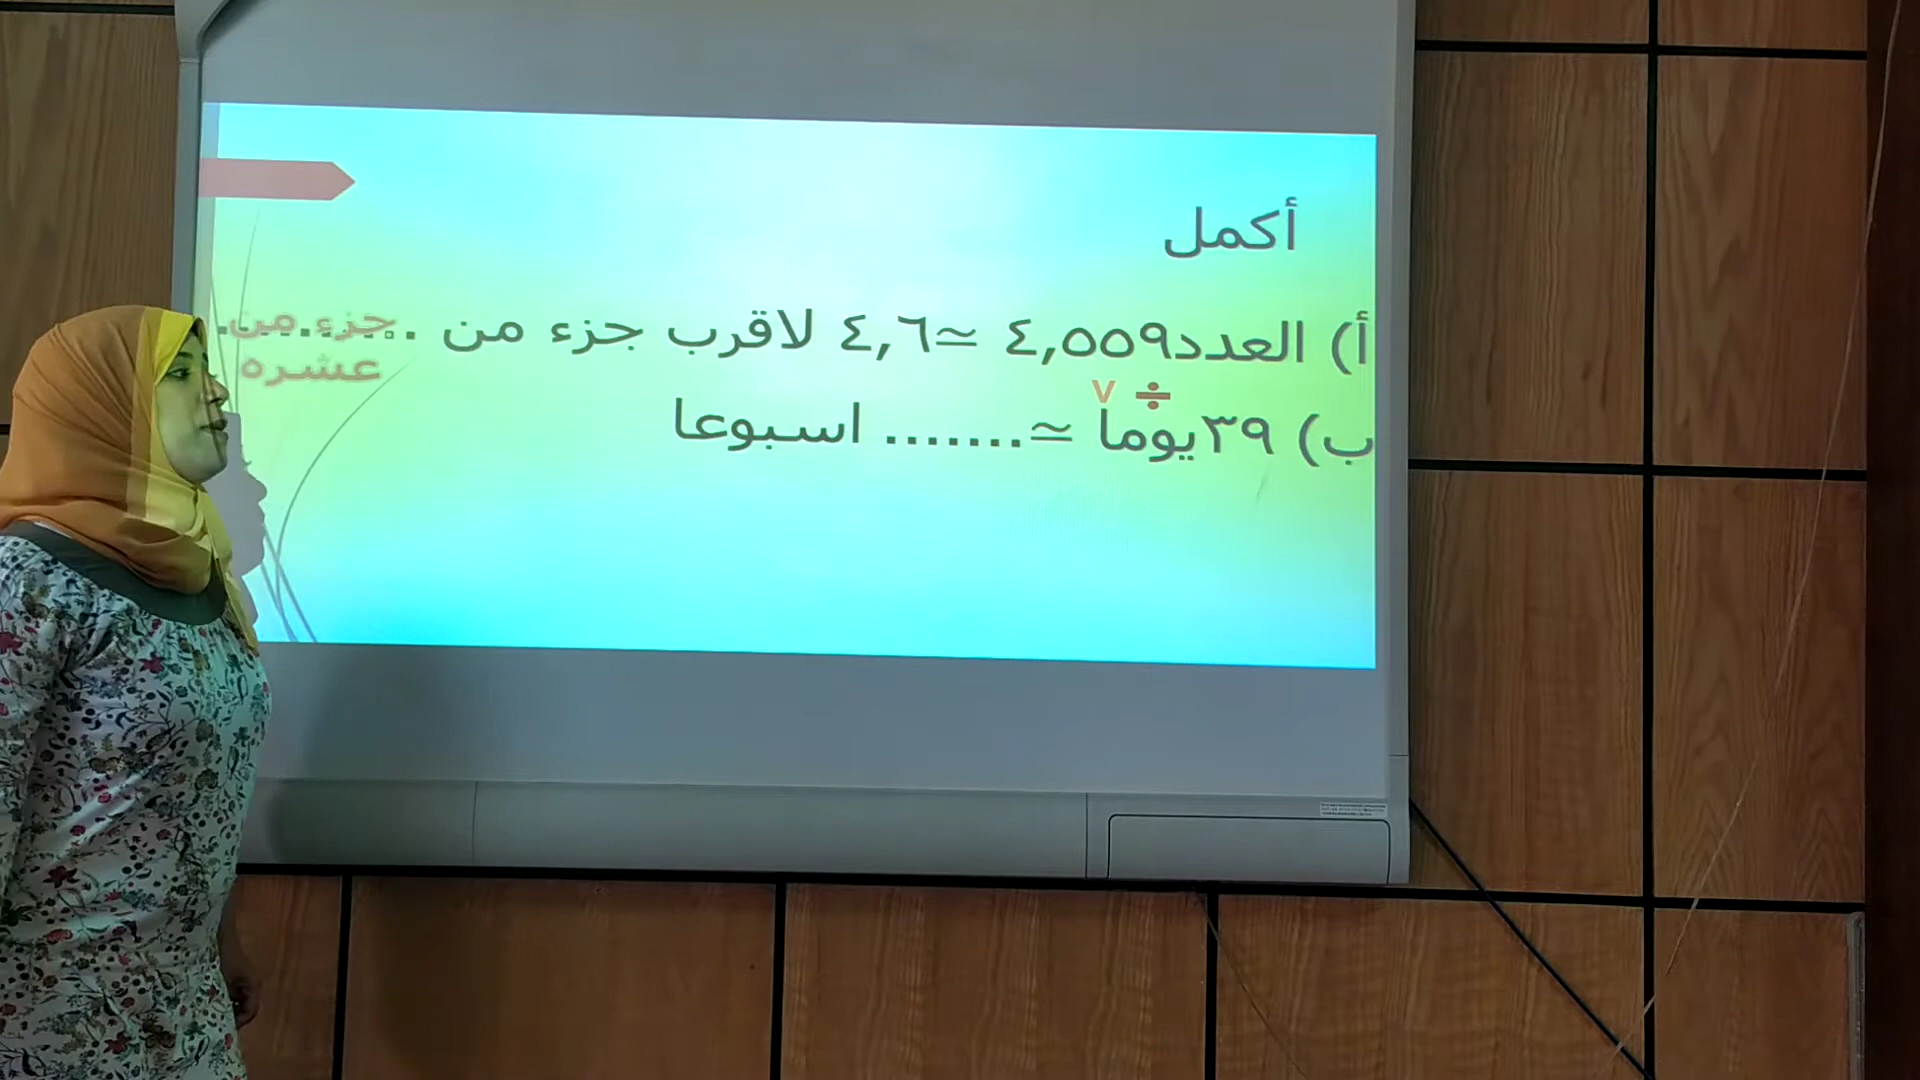 أكمل
أ) العدد٤,٥٥٩ ≃٤,٦ لاقرب جزء من ...........
جزء من
عشره
÷ ٧
ب) ٣٩يوما ≃....... اسبوعا